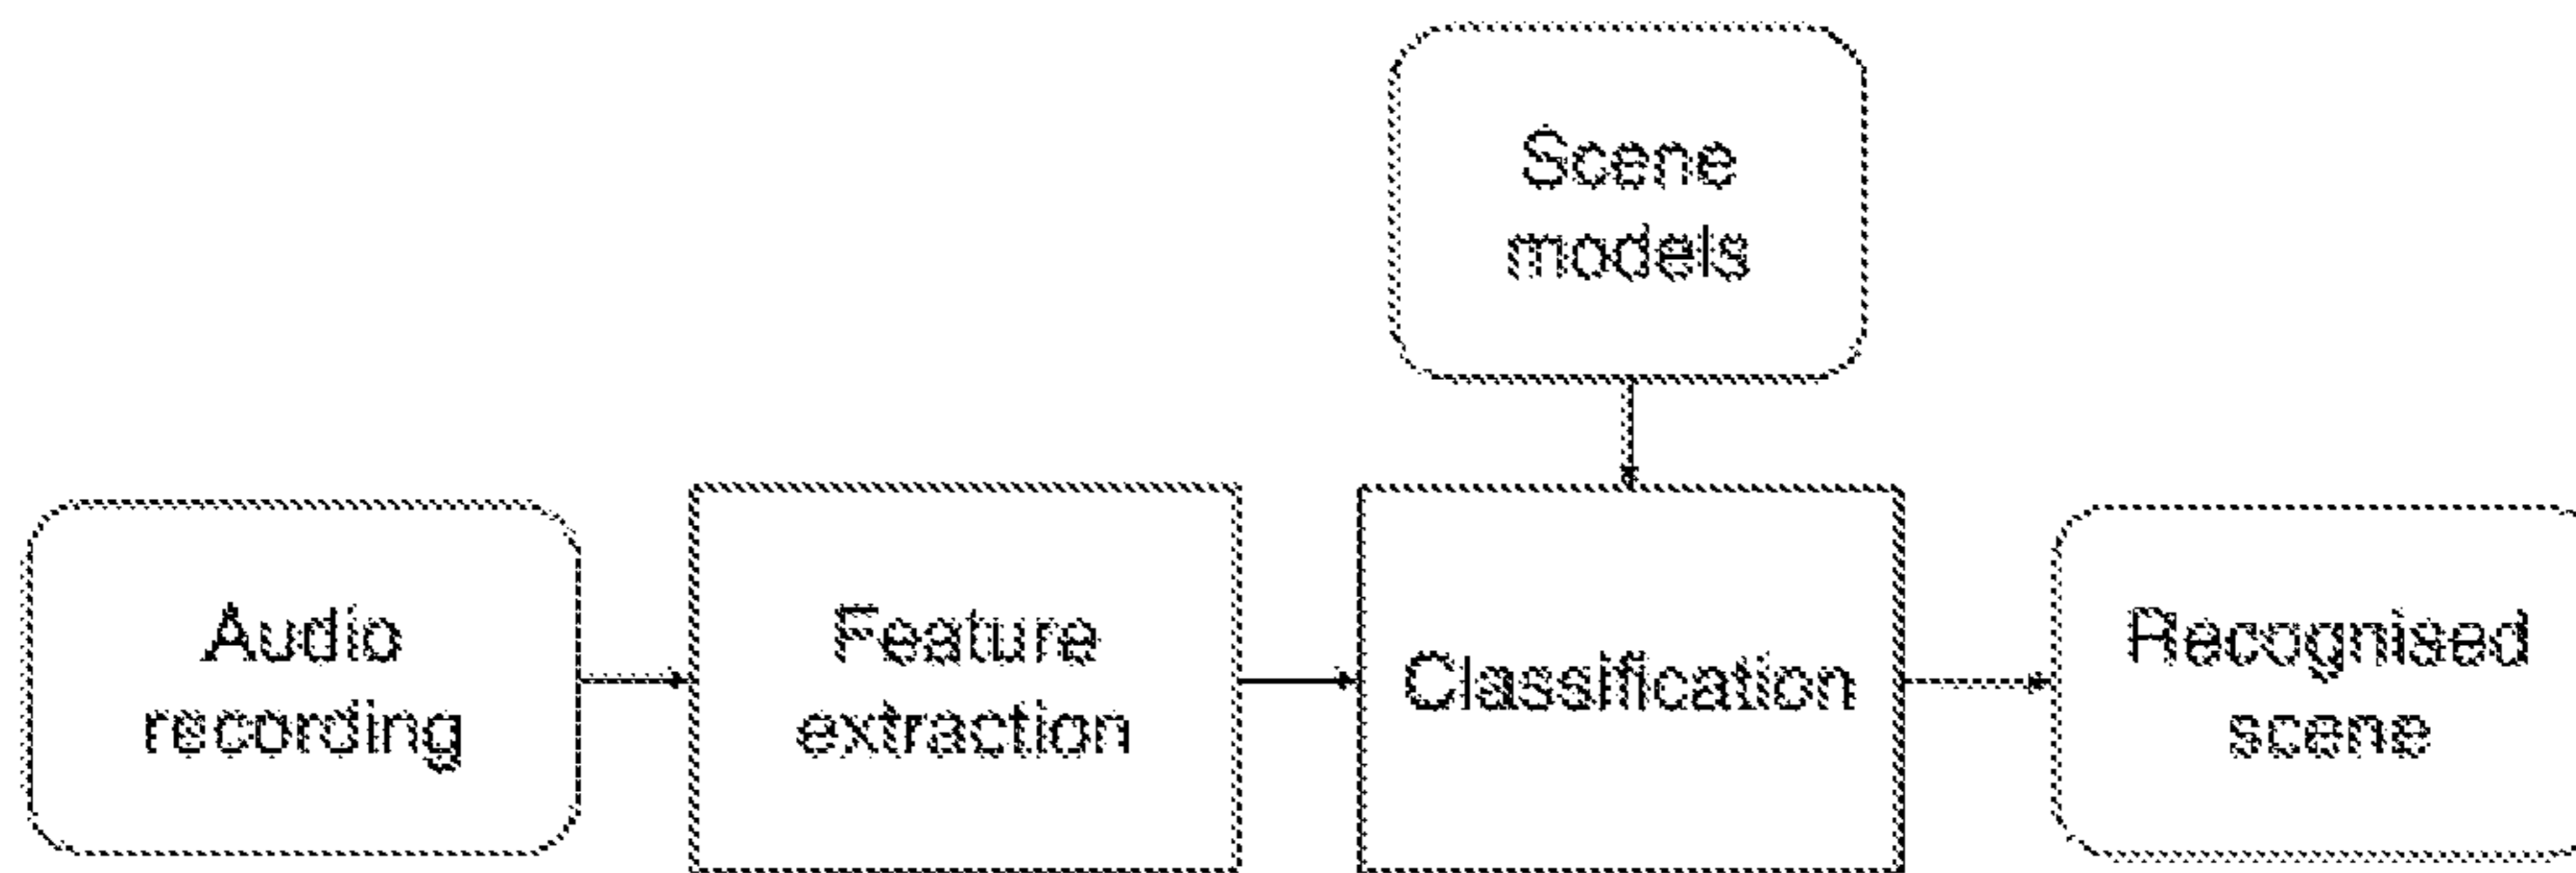 Scene
models
Audio
recording
Feature
extraction
Classification
Recognised
scene